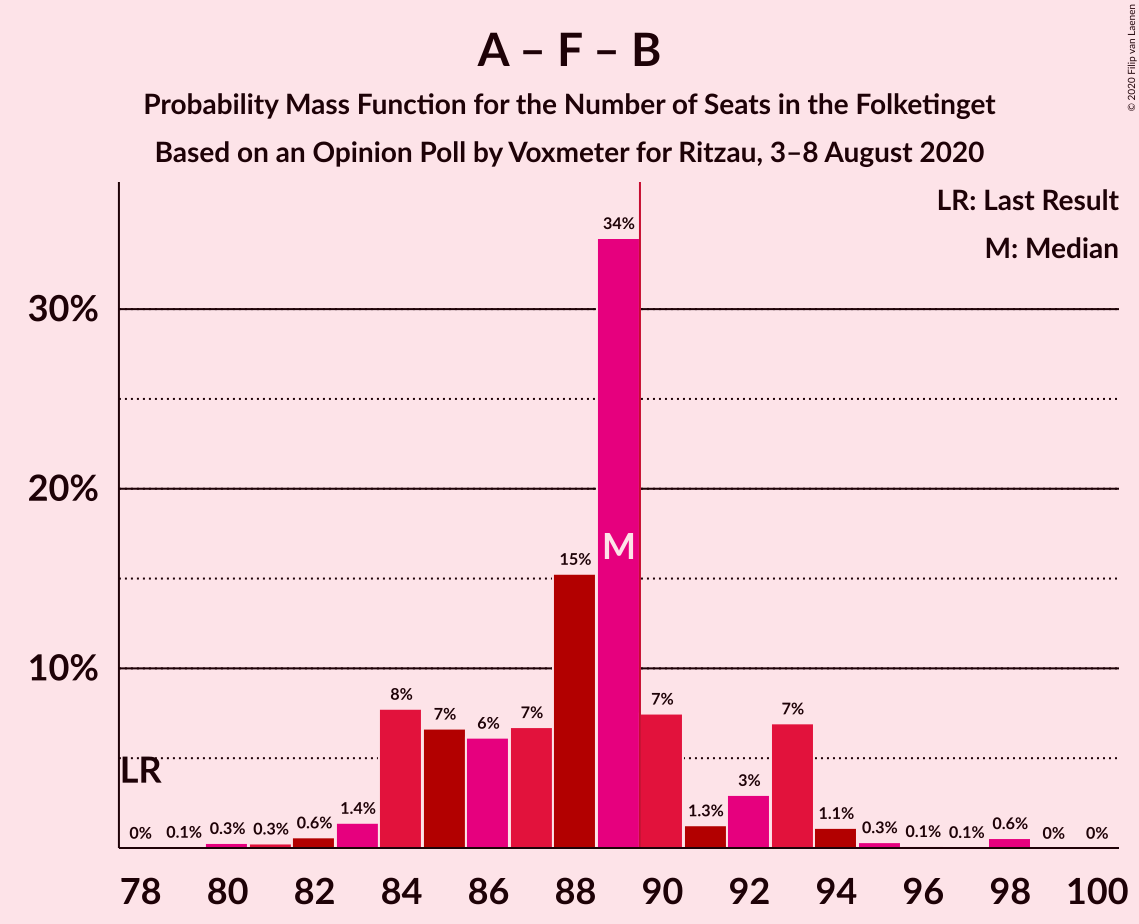 A – F – B
Probability Mass Function for the Number of Seats in the Folketinget
Based on an Opinion Poll by Voxmeter for Ritzau, 3–8 August 2020
© 2020 Filip van Laenen
LR: Last Result
M: Median
30%
20%
10%
LR
M
0%
0.1%
0.3%
0.3%
0.6%
1.4%
8%
7%
6%
7%
15%
34%
7%
1.3%
3%
7%
1.1%
0.3%
0.1%
0.1%
0.6%
0%
0%
78 80 82 84 86 88 90 92 94 96 98 100